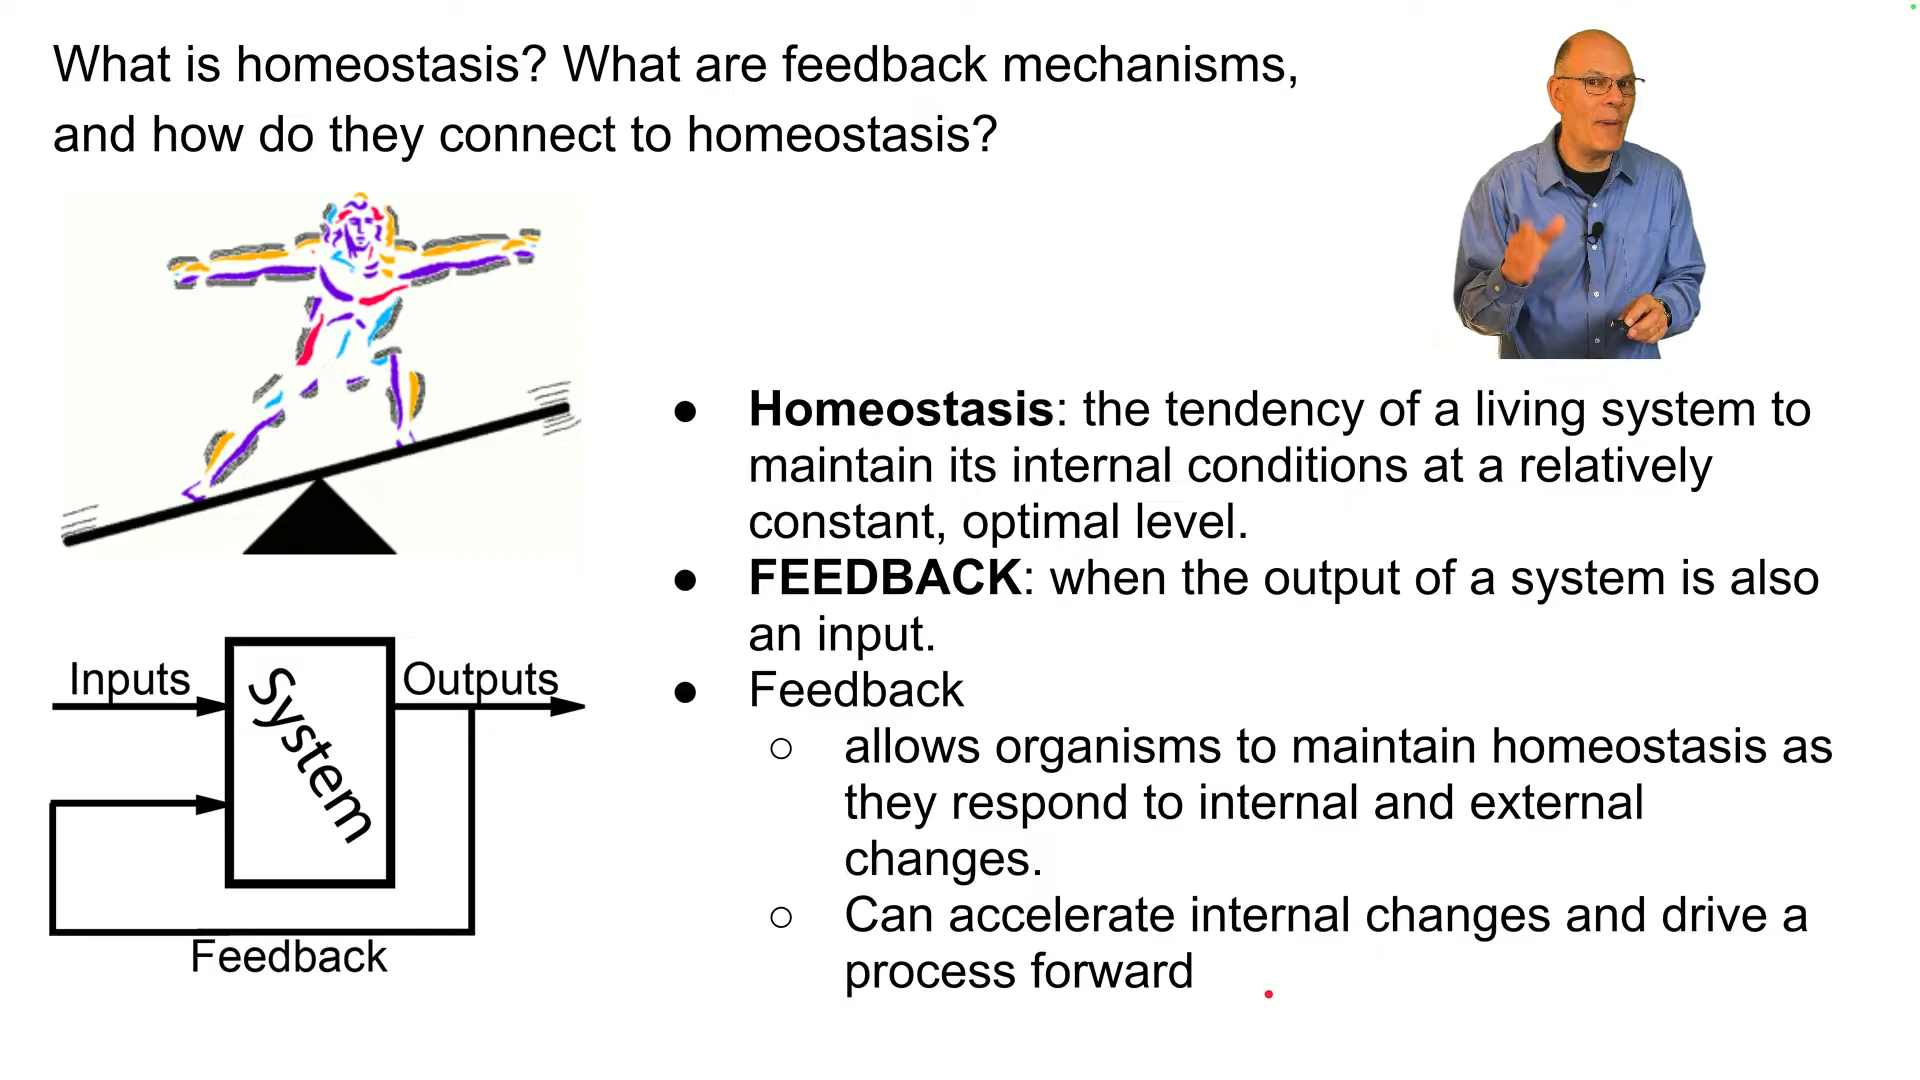 What is homeostasis? What are feedback mechanisms,
and how do they connect to homeostasis?
● Homeostasis: the tendency of a living system to
maintain its internal conditions at a relatively
constant, optimal level.
● FEEDBACK: when the output of a system is also
an input.
● Feedback
○ allows organisms to maintain homeostasis as
they respond to internal and external
changes.
○ Can accelerate internal changes and drive a
process forward
Inputs
System
Outputs
Feedback